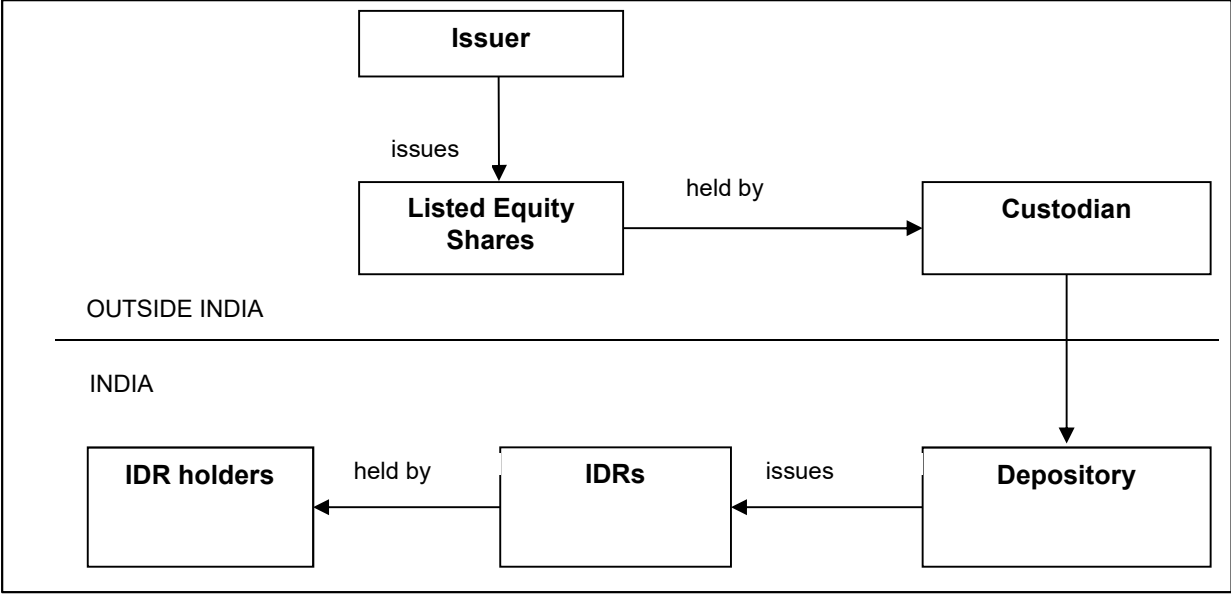 Issuer
issues
Listed Equity
Shares
held by
Custodian
OUTSIDE INDIA
INDIA
IDR holders
held by
IDRs
issues
Depository